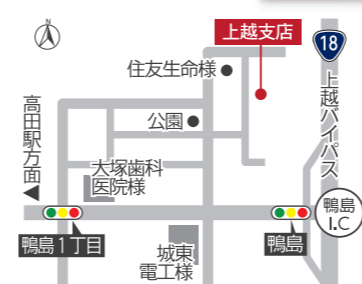 N
上越支店
18
住友生命様
上越バイパス
公園
高田駅方面
大塚歯科
医院様
鴨島
I.C
鴨島1丁目
鴨島
城東
電工様